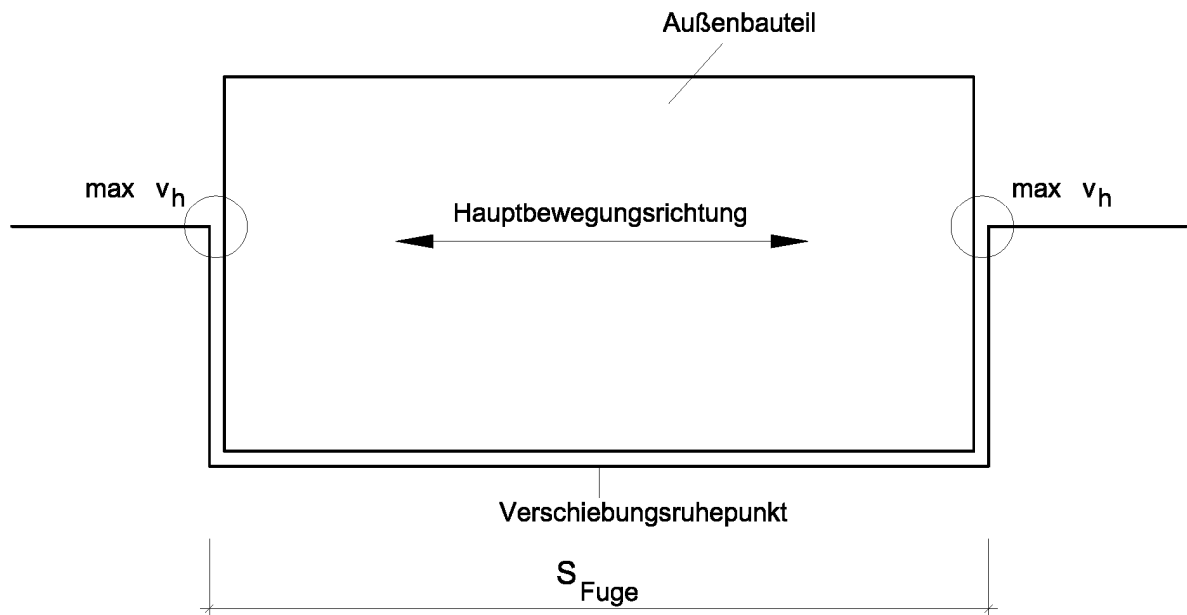 Außenbauteil
max v_h
max v_h
Hauptbewegungsrichtung
Verschiebungsruhepunkt
S_Fuge